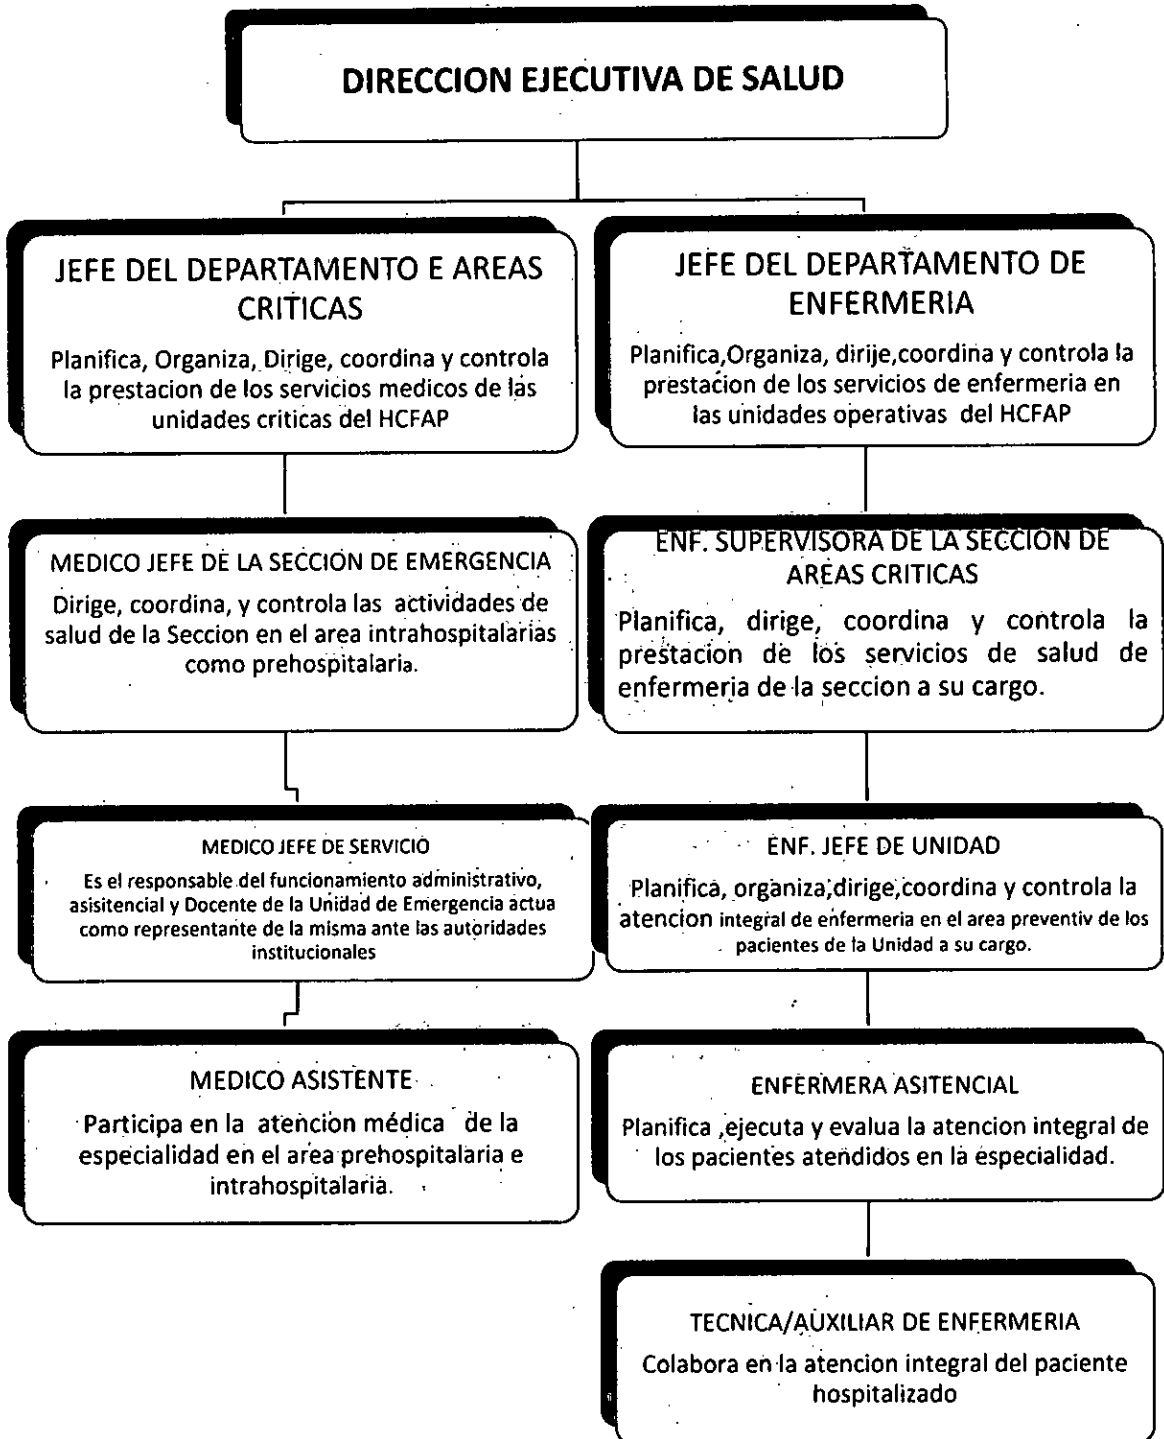 DIRECCION EJECUTIVA DE SALUD
JEFE DEL DEPARTAMENTO E AREAS
CRITICAS
Planifica, Organiza, Dirige, coordina y controla
la prestacion de los servicios medicos de las
unidades criticas del HCFAP
JEFE DEL DEPARTAMENTO DE
ENFERMERIA
Planifica,Organiza, dirije,coordina y controla la
prestacion de los servicios de enfermeria en
las unidades operativas del HCFAP
MEDICO JEFE DE LA SECCION DE EMERGENCIA
Dirige, coordina, y controla las actividades de
salud de la Seccion en el area intrahospitalarias
como prehospitalaria.
ENF. SUPERVISORA DE LA SECCION DE
AREAS CRITICAS
Planifica, dirige, coordina y controla la
prestacion de los servicios de salud de
enfermeria de la seccion a su cargo.
MEDICO JEFE DE SERVICIO
Es el responsable del funcionamiento administrativo,
asisitencial y Docente de la Unidad de Emergencia actua
como representante de la misma ante las autoridades
institucionales
ENF. JEFE DE UNIDAD
Planifica, organiza,dirige,coordina y controla la
atencion integral de enfermeria en el area preventiv de los
pacientes de la Unidad a su cargo.
MEDICO ASISTENTE
Participa en la atencion médica de la
especialidad en el area prehospitalaria e
intrahospitalaria.
ENFERMERA ASITENCIAL
Planifica ,ejecuta y evalua la atencion integral de
los pacientes atendidos en la especialidad.
TECNICA/AUXILIAR DE ENFERMERIA
Colabora en la atencion integral del paciente
hospitalizado